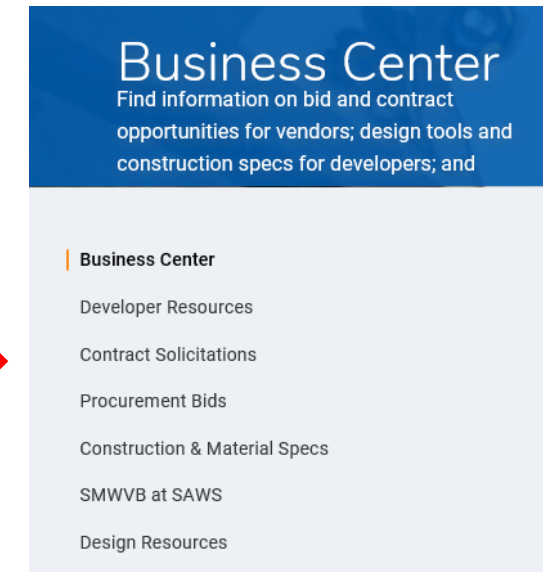 Business Center
Find information on bid and contract
opportunities for vendors; design tools and
construction specs for developers; and
Business Center
Developer Resources
Contract Solicitations
Procurement Bids
Construction & Material Specs
SMWVB at SAWS
Design Resources